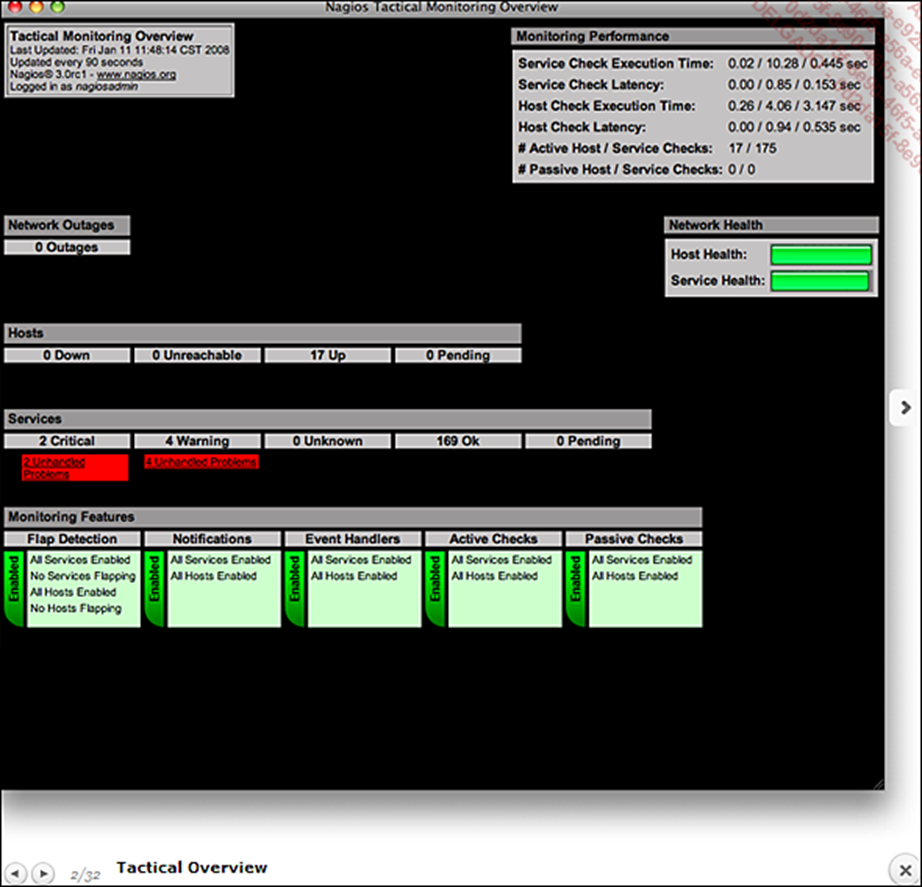 Nagios Tactical Monitoring Overview
Tactical Monitoring Overview
Last Updated: Fri Jan 11 11:48:14 CST 2008
Updated every 90 seconds
Nagios® 3.0rc1 - www.nagios.org
Logged in as nagiosadmin
Monitoring Performance
Service Check Execution Time: 0.02 / 10.28 / 0.445 sec
Service Check Latency: 0.00 / 0.85 / 0.153 sec
Host Check Execution Time: 0.26 / 4.06 / 3.147 sec
Host Check Latency: 0.00 / 0.94 / 0.535 sec
# Active Host / Service Checks: 17 / 175
# Passive Host / Service Checks: 0 / 0
Network Outages
0 Outages
Network Health
Host Health:
Service Health:
Hosts
0 Down 0 Unreachable 17 Up 0 Pending
Services
2 Critical 4 Warning 0 Unknown 169 Ok 0 Pending
2 Unhandled Problems
4 Unhandled Problems
Monitoring Features
Flap Detection Notifications Event Handlers Active Checks Passive Checks
Enabled
All Services Enabled
No Services Flapping
All Hosts Enabled
No Hosts Flapping
Enabled
All Services Enabled
All Hosts Enabled
Enabled
All Services Enabled
All Hosts Enabled
Enabled
All Services Enabled
All Hosts Enabled
Enabled
All Services Enabled
All Hosts Enabled
2/32 Tactical Overview